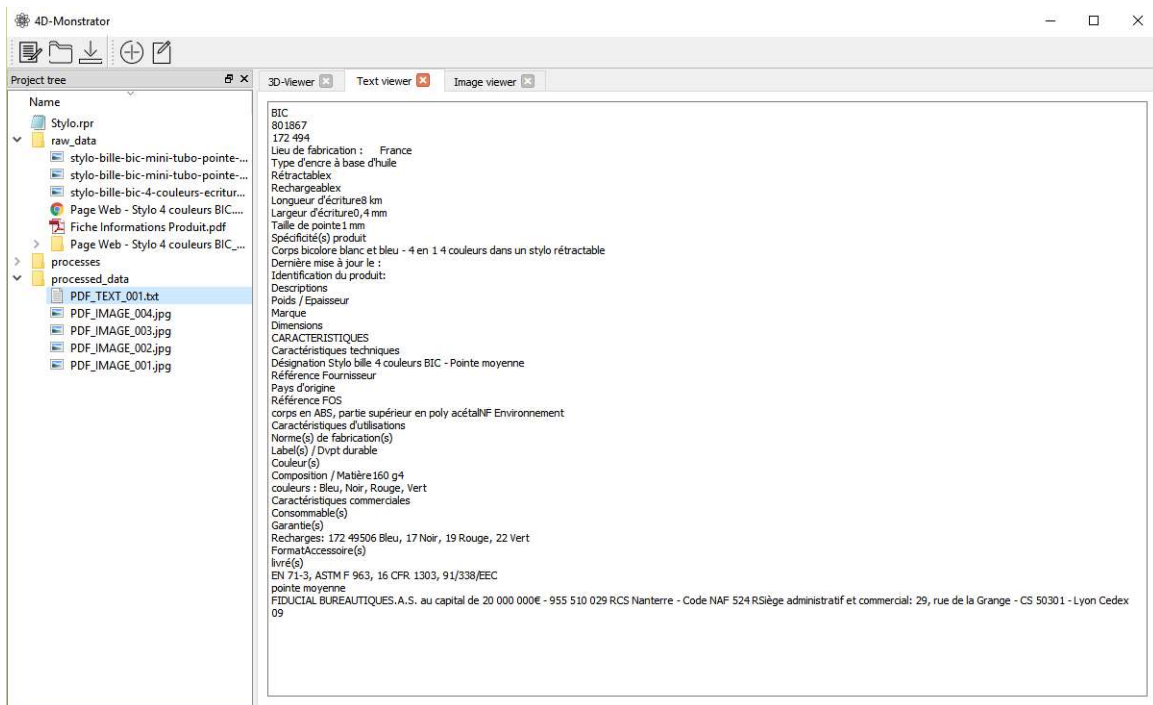 4D-Monstrator
Project tree
Name
Stylo.rpr
raw_data
stylo-bille-bic-mini-tubo-pointe-...
stylo-bille-bic-mini-tubo-pointe-...
stylo-bille-bic-4-couleurs-ecritur...
Page Web - Stylo 4 couleurs BIC....
Fiche Informations Produit.pdf
Page Web - Stylo 4 couleurs BIC_...
processes
processed_data
PDF_TEXT_001.txt
PDF_IMAGE_004.jpg
PDF_IMAGE_003.jpg
PDF_IMAGE_002.jpg
PDF_IMAGE_001.jpg
3D-Viewer Text viewer Image viewer
BIC
801867
172 494
Lieu de fabrication : France
Type d'encre à base d'huile
Rétractablex
Rechargeablex
Longueur d'écriture8 km
Largeur d'écriture0,4 mm
Taille de pointe1 mm
Spécificité(s) produit
Corps bicolore blanc et bleu - 4 en 1 4 couleurs dans un stylo rétractable
Dernière mise à jour le :
Identification du produit:
Descriptions
Poids / Epaisseur
Marque
Dimensions
CARACTERISTIQUES
Caractéristiques techniques
Désignation Stylo bille 4 couleurs BIC - Pointe moyenne
Référence Fournisseur
Pays d'origine
Référence FOS
corps en ABS, partie supérieur en poly acétalNF Environnement
Caractéristiques d'utilisations
Norme(s) de fabrication(s)
Label(s) / Dvpt durable
Couleur(s)
Composition / Matière160 g4
couleurs : Bleu, Noir, Rouge, Vert
Caractéristiques commerciales
Consommable(s)
Garantie(s)
Recharges: 172 49506 Bleu, 17 Noir, 19 Rouge, 22 Vert
FormatAccessoire(s)
livré(s)
EN 71-3, ASTM F 963, 16 CFR 1303, 91/338/EEC
pointe moyenne
FIDUCIAL BUREAUTIQUES.A.S. au capital de 20 000 000€ - 955 510 029 RCS Nanterre - Code NAF 524 RSiège administratif et commercial: 29, rue de la Grange - CS 50301 - Lyon Cedex
09